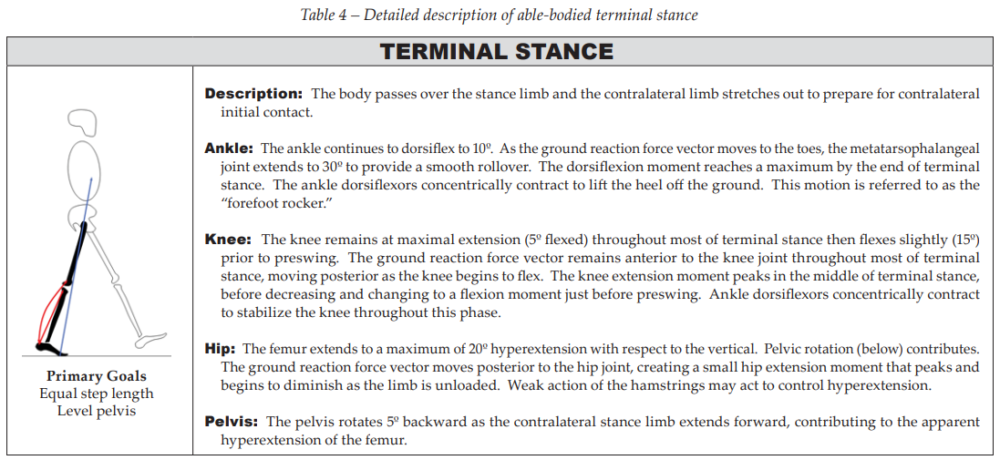 Table 4 – Detailed description of able-bodied terminal stance
TERMINAL STANCE
Primary Goals
Equal step length
Level pelvis
Description: The body passes over the stance limb and the contralateral limb stretches out to prepare for contralateral
initial contact.
Ankle: The ankle continues to dorsiflex to 10º. As the ground reaction force vector moves to the toes, the metatarsophalangeal
joint extends to 30º to provide a smooth rollover. The dorsiflexion moment reaches a maximum by the end of terminal
stance. The ankle dorsiflexors concentrically contract to lift the heel off the ground. This motion is referred to as the
“forefoot rocker.”
Knee: The knee remains at maximal extension (5º flexed) throughout most of terminal stance then flexes slightly (15º)
prior to preswing. The ground reaction force vector remains anterior to the knee joint throughout most of terminal
stance, moving posterior as the knee begins to flex. The knee extension moment peaks in the middle of terminal stance,
before decreasing and changing to a flexion moment just before preswing. Ankle dorsiflexors concentrically contract
to stabilize the knee throughout this phase.
Hip: The femur extends to a maximum of 20º hyperextension with respect to the vertical. Pelvic rotation (below) contributes.
The ground reaction force vector moves posterior to the hip joint, creating a small hip extension moment that peaks and
begins to diminish as the limb is unloaded. Weak action of the hamstrings may act to control hyperextension.
Pelvis: The pelvis rotates 5º backward as the contralateral stance limb extends forward, contributing to the apparent
hyperextension of the femur.